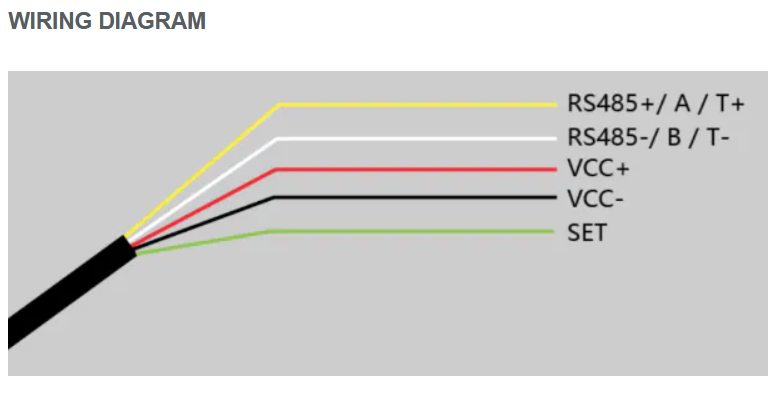 WIRING DIAGRAM
RS485+/ A / T+
RS485-/ B / T-
VCC+
VCC-
SET